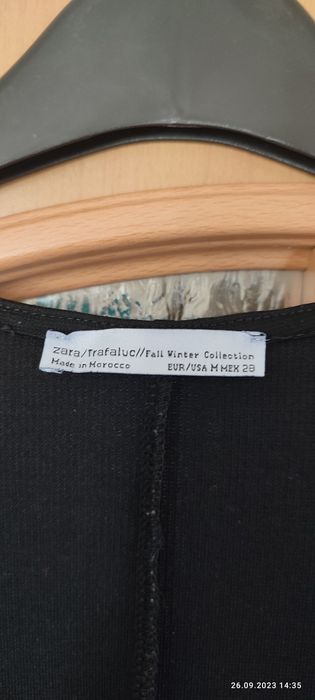 zara/trafaluc//Fall Winter Collection
Made in Morocco EUR/USA M MEX 28
26.09.2023 14:35